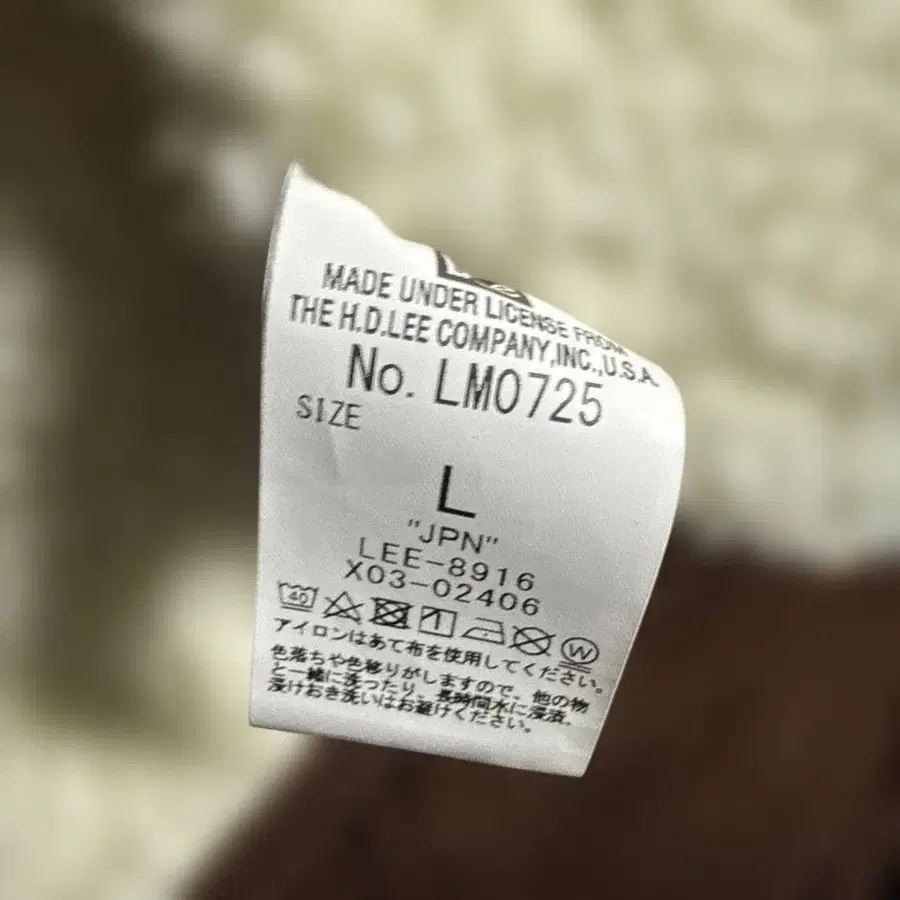 MADE UNDER LICENSE FROM
THE H.D.LEE COMPANY,INC.,U.S.A.
No. LM0725
SIZE
L
"JPN"
LEE-8916
X03-02406
40
W
アイロンはあて布を使用してください。
色落ちや色移りがしますので、他の物
と一緒に洗ったり、長時間水に浸漬、
浸けおき洗いはお避けください。